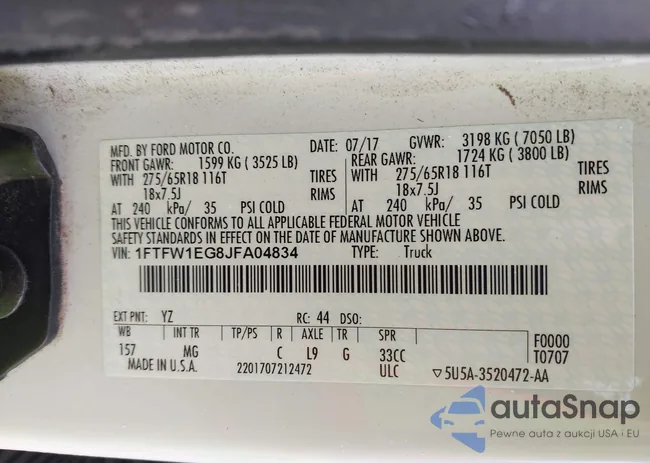 MFD. BY FORD MOTOR CO. DATE: 07/17 GVWR: 3198 KG ( 7050 LB)
FRONT GAWR: 1599 KG ( 3525 LB) REAR GAWR: 1724 KG ( 3800 LB)
WITH 275/65R18 116T TIRES WITH 275/65R18 116T TIRES
18x7.5J RIMS 18x7.5J RIMS
AT 240 kPa/ 35 PSI COLD AT 240 kPa/ 35 PSI COLD
THIS VEHICLE CONFORMS TO ALL APPLICABLE FEDERAL MOTOR VEHICLE
SAFETY STANDARDS IN EFFECT ON THE DATE OF MANUFACTURE SHOWN ABOVE.
VIN: 1FTFW1EG8JFA04834 TYPE: Truck
EXT PNT: YZ RC: 44 DSO:
WB INT TR TP/PS R AXLE TR SPR F0000
157 MG C L9 G 33CC T0707
MADE IN U.S.A. 2201707212472 ULC ▽5U5A-3520472-AA
autaSnap
Pewne auta z aukcji USA i EU